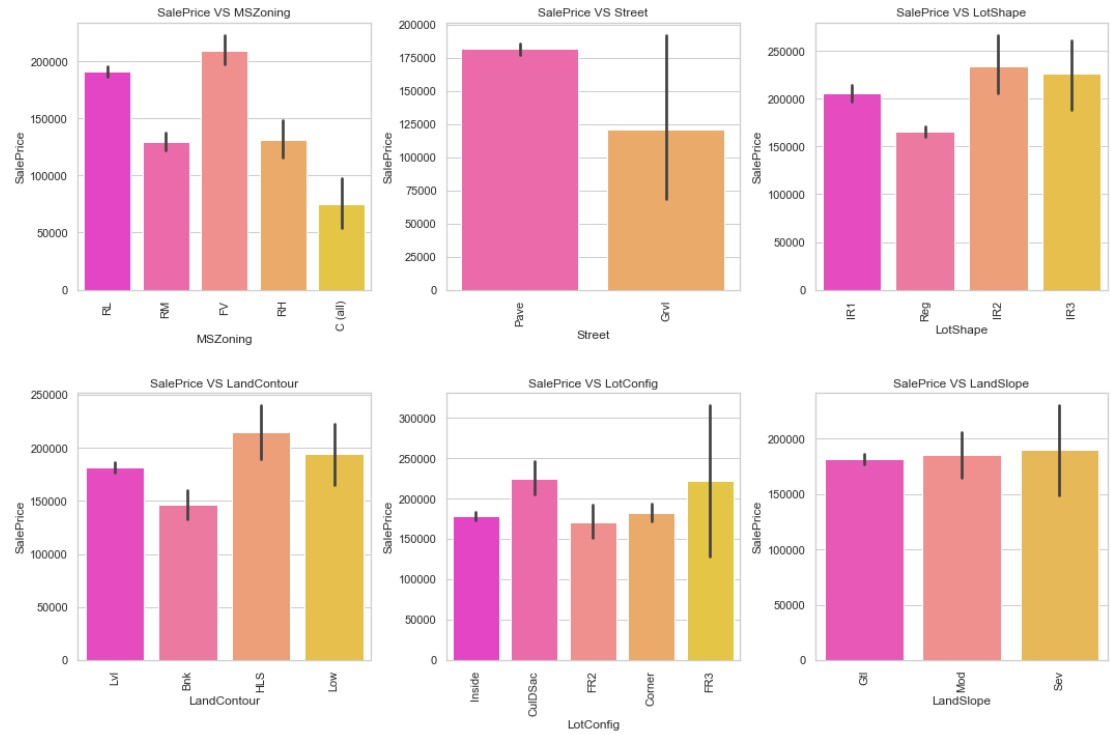 SalePrice VS MSZoning
SalePrice
200000
150000
100000
50000
0
RL
RM
FV
RH
C (all)
MSZoning
SalePrice VS Street
SalePrice
200000
175000
150000
125000
100000
75000
50000
25000
0
Pave
Grvl
Street
SalePrice VS LotShape
SalePrice
250000
200000
150000
100000
50000
0
IR1
Reg
IR2
IR3
LotShape
SalePrice VS LandContour
SalePrice
250000
200000
150000
100000
50000
0
Lvl
Bnk
HLS
Low
LandContour
SalePrice VS LotConfig
SalePrice
300000
250000
200000
150000
100000
50000
0
Inside
CulDSac
FR2
Corner
FR3
LotConfig
SalePrice VS LandSlope
SalePrice
200000
150000
100000
50000
0
Gtl
Mod
Sev
LandSlope